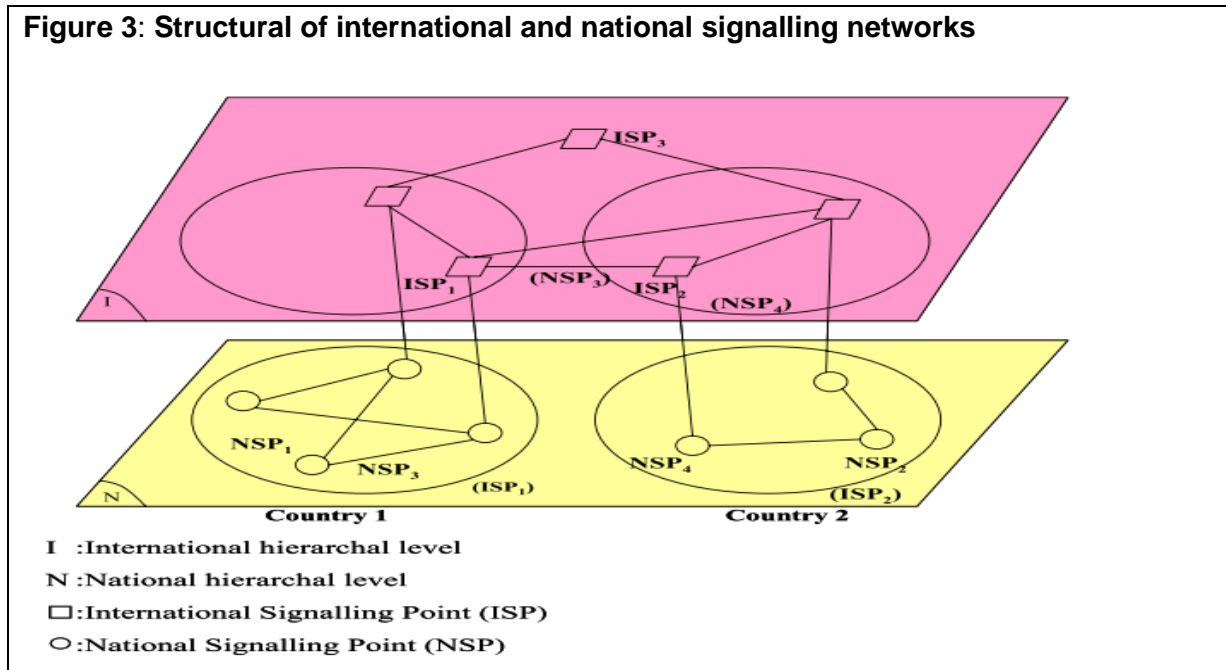 Figure 3: Structural of international and national signalling networks
ISP₃
ISP₁
(NSP₃)
ISP₂
(NSP₄)
I
NSP₁
NSP₃
(ISP₁)
NSP₄
NSP₂
(ISP₂)
N
Country 1
Country 2
I :International hierarchal level
N :National hierarchal level
:International Signalling Point (ISP)
:National Signalling Point (NSP)